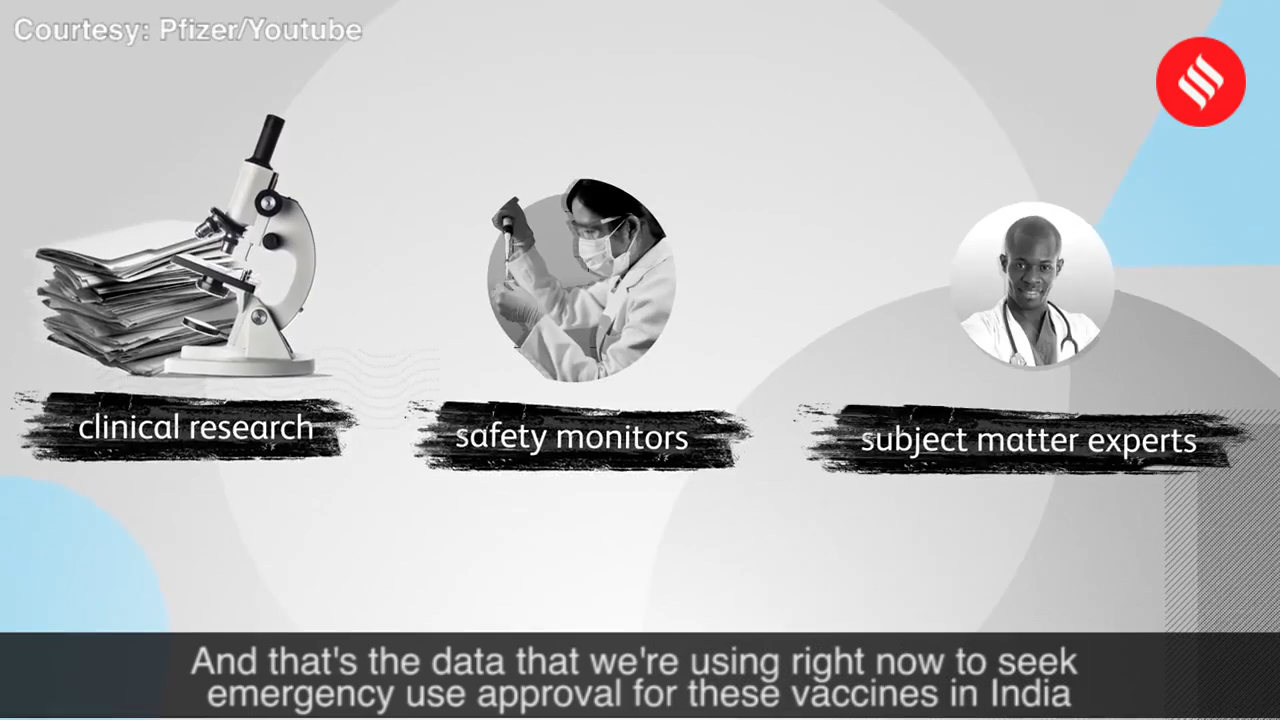 Courtesy: Pfizer/Youtube
clinical research
safety monitors
subject matter experts
And that's the data that we're using right now to seek
emergency use approval for these vaccines in India